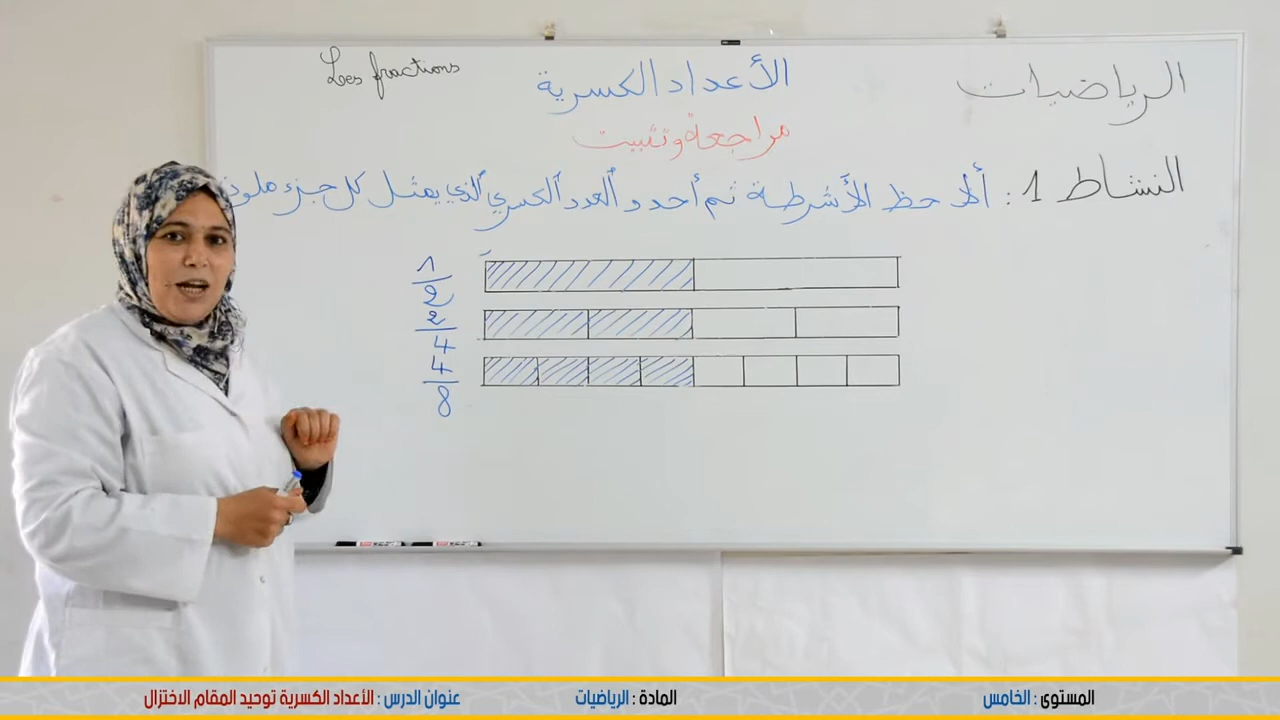 الرياضيات
الأعداد الكسرية
Les fractions
مراجعة وتثبيت
النشاط 1 : ألاحظ الأشرطة ثم أحدد العدد الكسري الذي يمثل كل جزء
1/2
2/4
4/8
المستوى : الخامس
المادة : الرياضيات
عنوان الدرس : الأعداد الكسرية توحيد المقام الاختزال